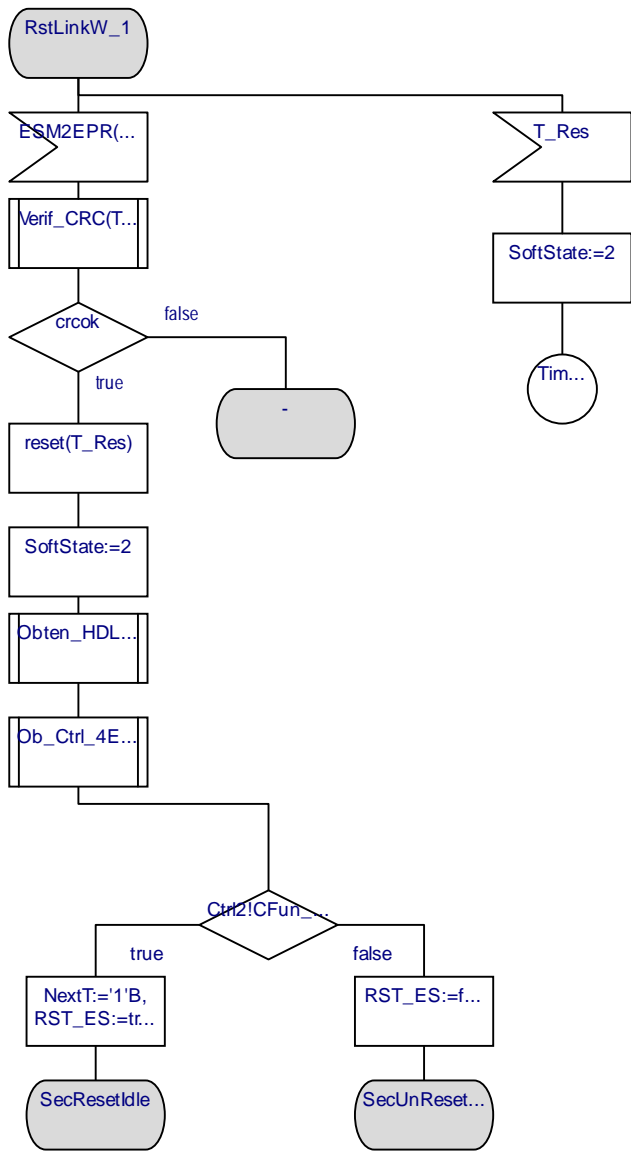 RstLinkW_1
ESM2EPR(...
T_Res
Verif_CRC(T...
SoftState:=2
crcok
false
Tim...
true
-
reset(T_Res)
SoftState:=2
Obten_HDL...
Ob_Ctrl_4E...
Ctrl2!CFun_...
true
false
NextT:='1'B,
RST_ES:=tr...
RST_ES:=f...
SecResetIdle
SecUnReset...